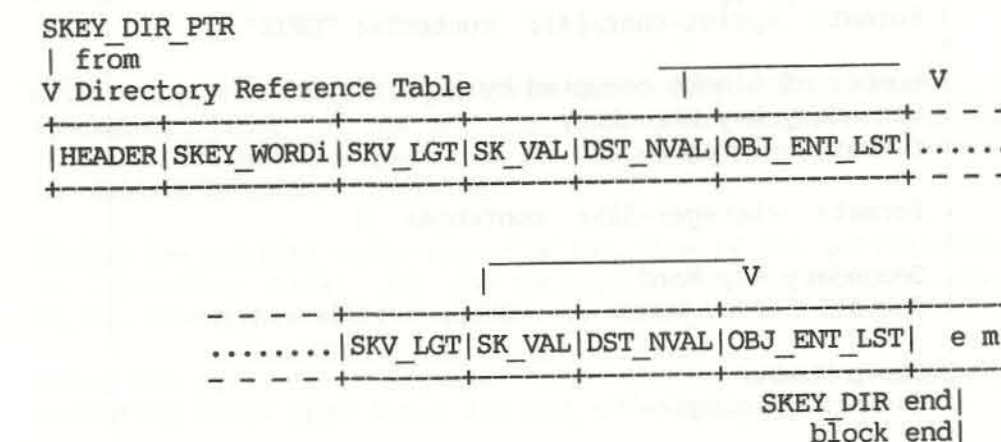 SKEY_DIR_PTR
| from
V Directory Reference Table V
|HEADER|SKEY_WORDi|SKV_LGT|SK_VAL|DST_NVAL|OBJ_ENT_LST|......
V
........|SKV_LGT|SK_VAL|DST_NVAL|OBJ_ENT_LST| e m
SKEY_DIR end|
block end|